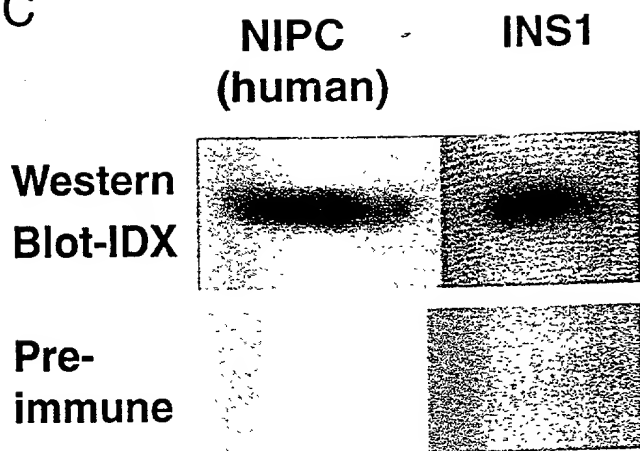 C
NIPC INS1
(human)
Western
Blot-IDX
Pre-
immune